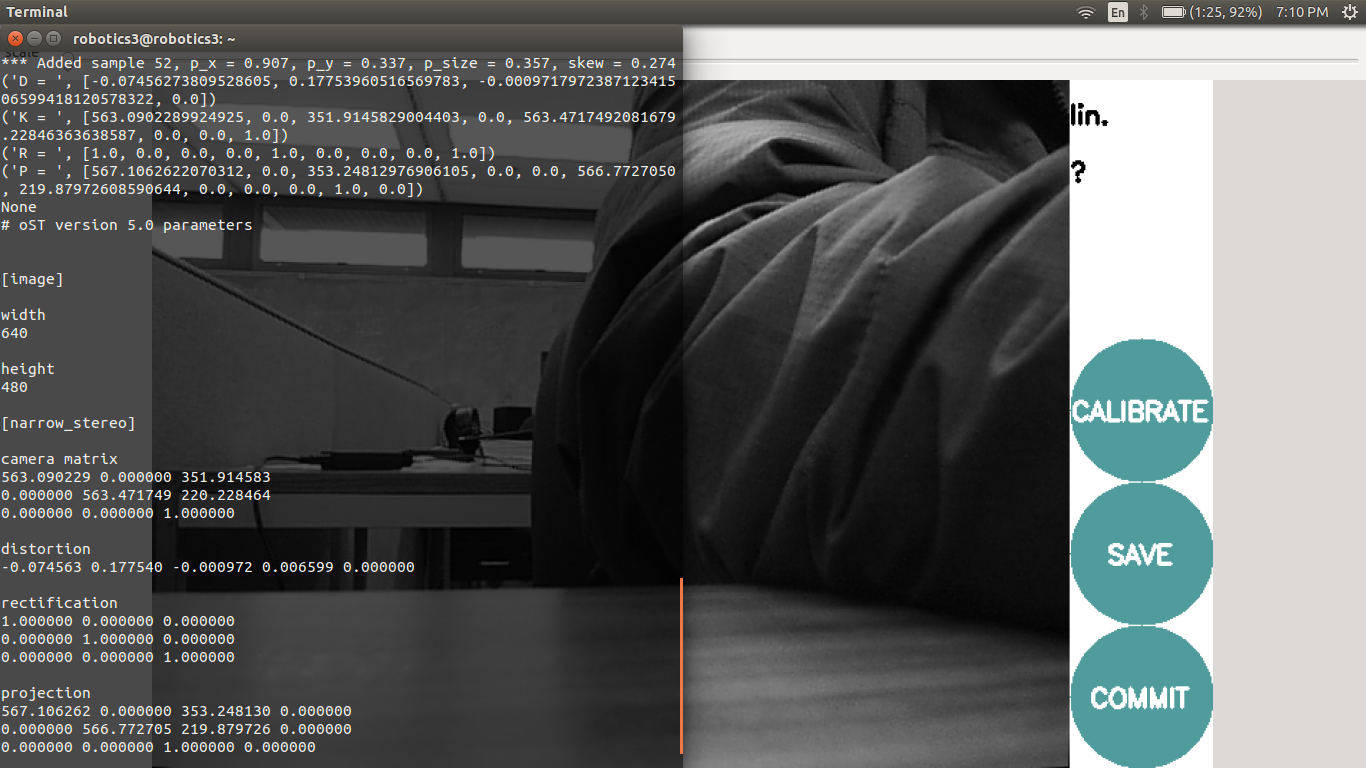 Terminal
En
(1:25, 92%)
7:10 PM
robotics3@robotics3: ~
*** Added sample 52, p_x = 0.907, p_y = 0.337, p_size = 0.357, skew = 0.274
('D = ', [-0.07456273809528605, 0.17753960516569783, -0.0009717972387123415
06599418120578322, 0.0])
('K = ', [563.0902289924925, 0.0, 351.9145829004403, 0.0, 563.4717492081679
.22846363638587, 0.0, 0.0, 1.0])
('R = ', [1.0, 0.0, 0.0, 0.0, 1.0, 0.0, 0.0, 0.0, 1.0])
('P = ', [567.1062622070312, 0.0, 353.24812976906105, 0.0, 0.0, 566.7727050
, 219.87972608590644, 0.0, 0.0, 0.0, 1.0, 0.0])
None
# oST version 5.0 parameters
[image]
width
640
height
480
[narrow_stereo]
camera matrix
563.090229 0.000000 351.914583
0.000000 563.471749 220.228464
0.000000 0.000000 1.000000
distortion
-0.074563 0.177540 -0.000972 0.006599 0.000000
rectification
1.000000 0.000000 0.000000
0.000000 1.000000 0.000000
0.000000 0.000000 1.000000
projection
567.106262 0.000000 353.248130 0.000000
0.000000 566.772705 219.879726 0.000000
0.000000 0.000000 1.000000 0.000000
lin.
?
CALIBRATE
SAVE
COMMIT